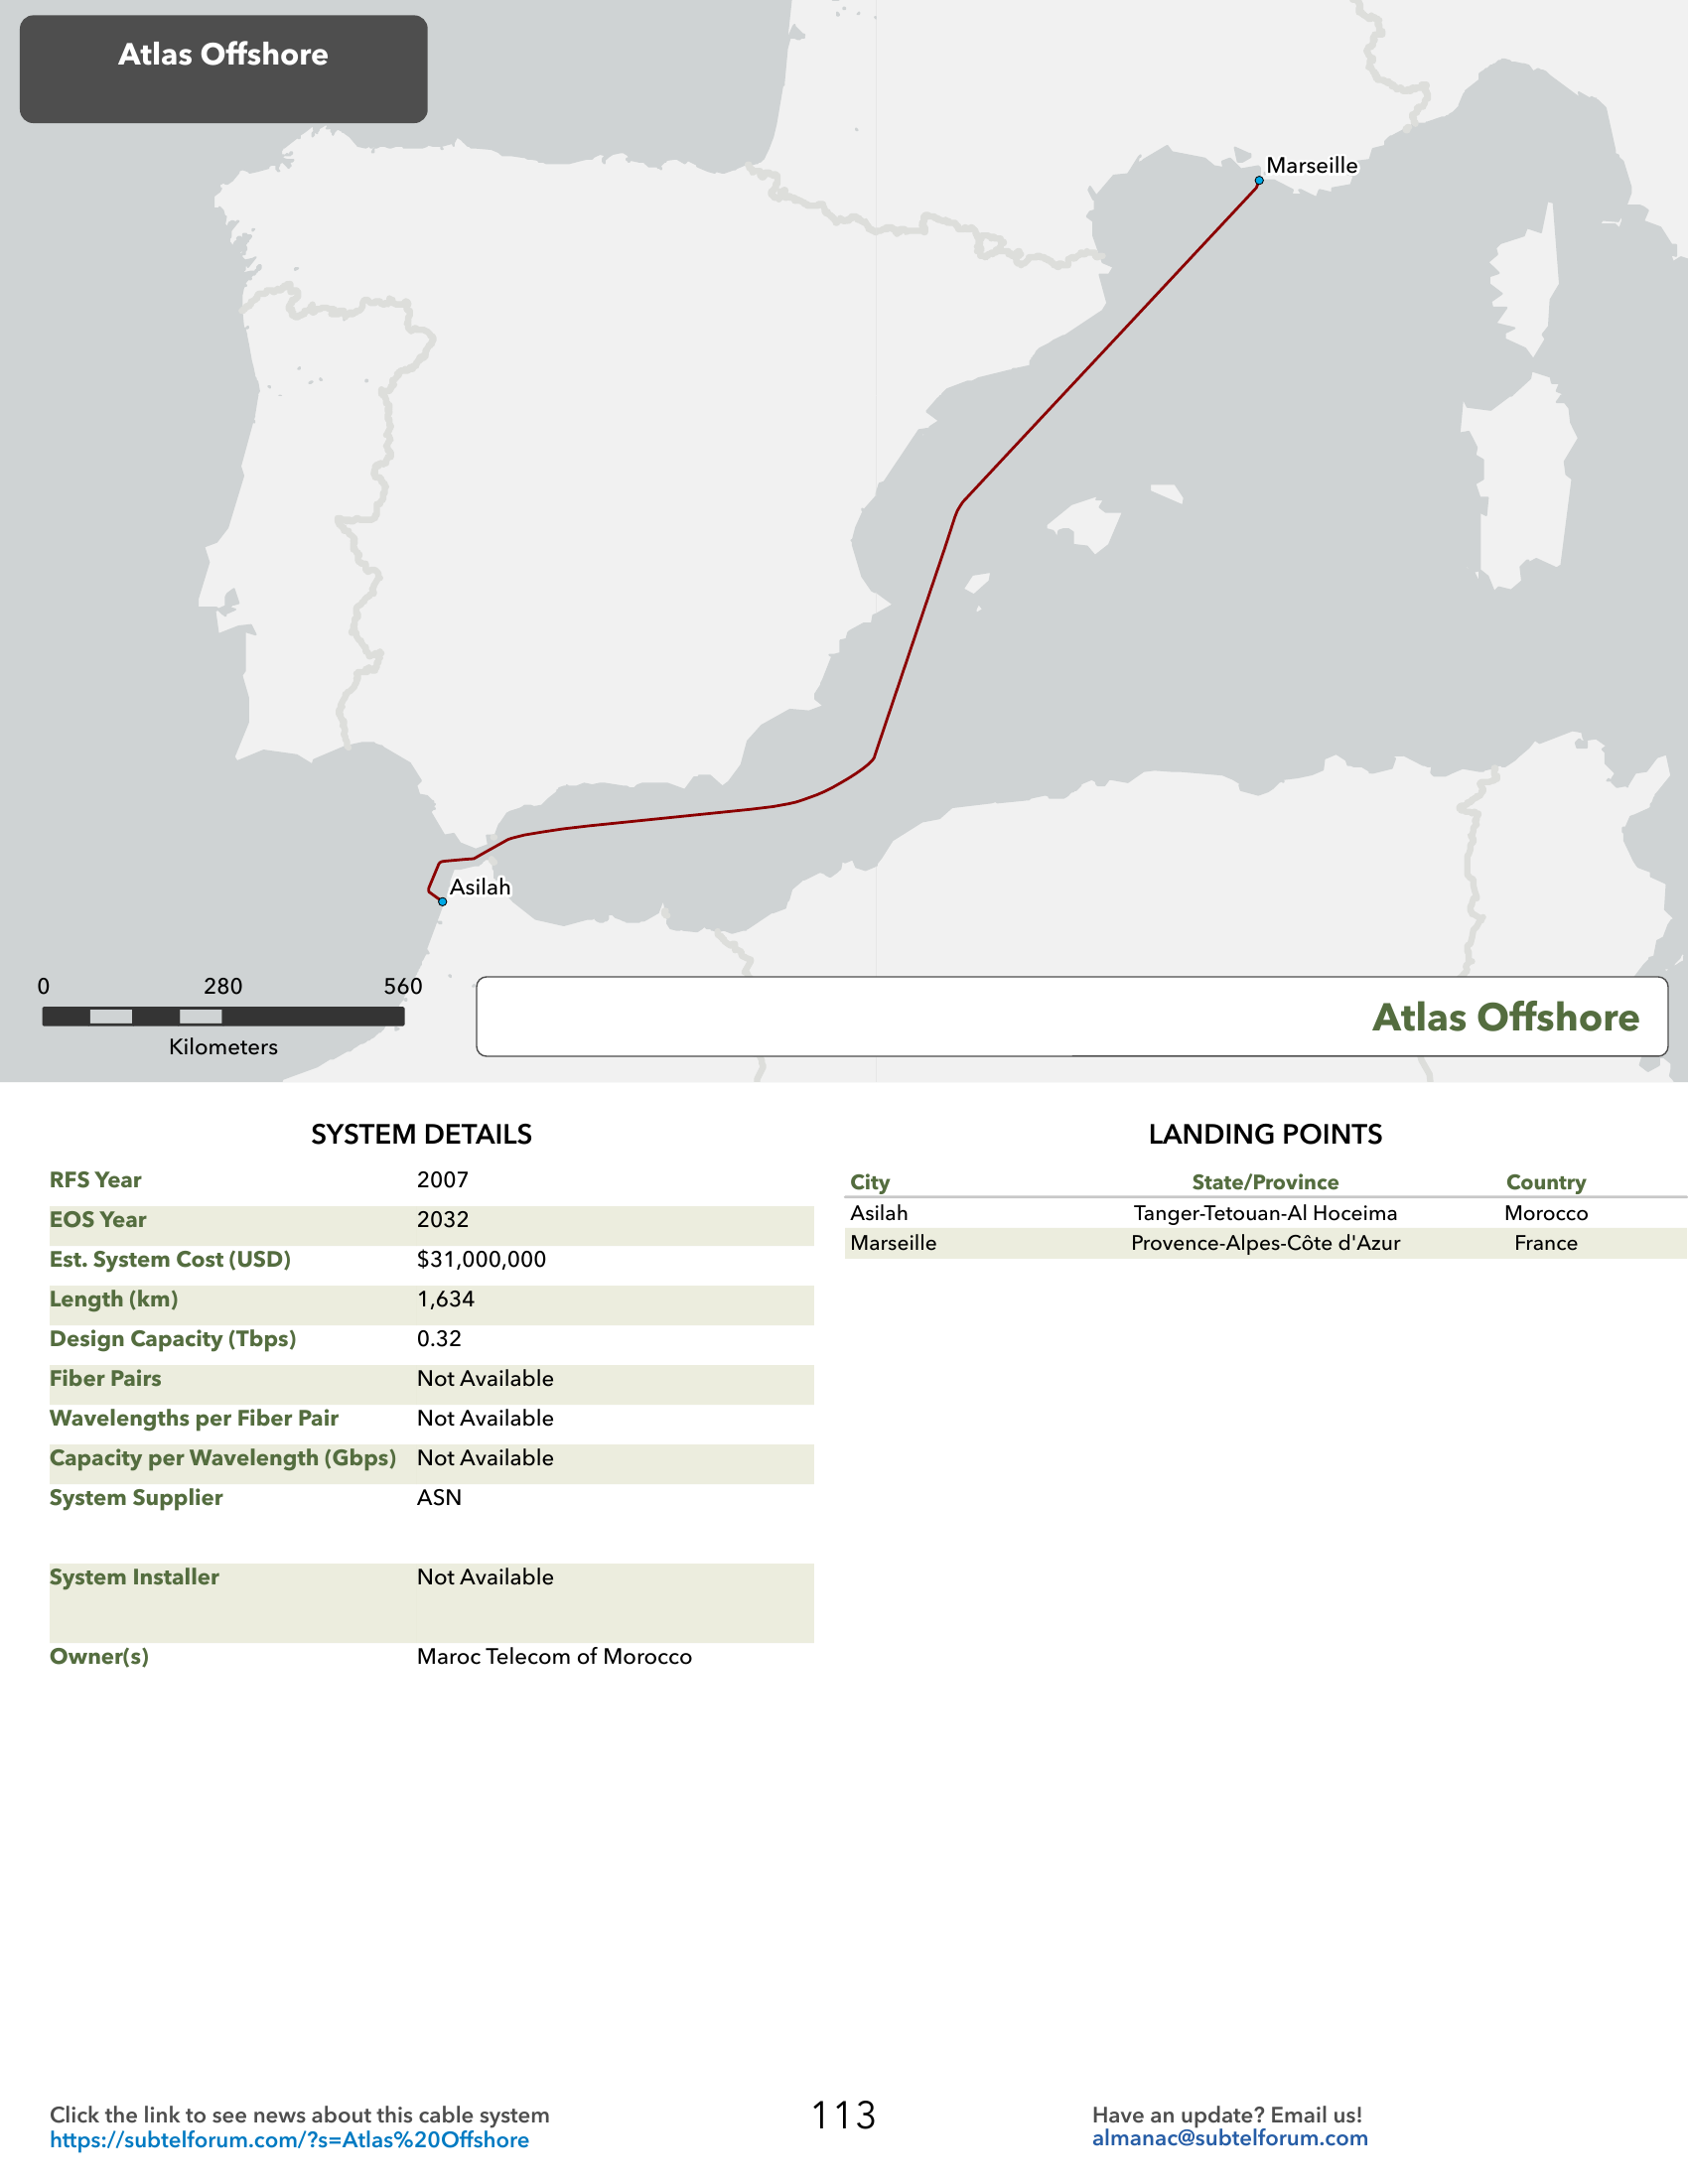 Atlas Offshore
Marseille
Asilah
0 280 560
Kilometers
Atlas Offshore
SYSTEM DETAILS
RFS Year 2007
EOS Year 2032
Est. System Cost (USD) $31,000,000
Length (km) 1,634
Design Capacity (Tbps) 0.32
Fiber Pairs Not Available
Wavelengths per Fiber Pair Not Available
Capacity per Wavelength (Gbps) Not Available
System Supplier ASN
System Installer Not Available
Owner(s) Maroc Telecom of Morocco
LANDING POINTS
City State/Province Country
Asilah Tanger-Tetouan-Al Hoceima Morocco
Marseille Provence-Alpes-Côte d'Azur France
Click the link to see news about this cable system
https://subtelforum.com/?s=Atlas%20Offshore
113
Have an update? Email us!
almanac@subtelforum.com